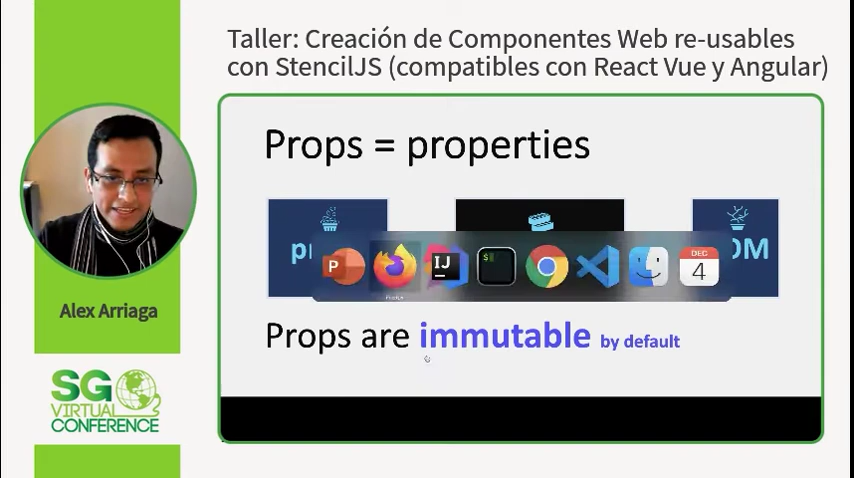 Taller: Creación de Componentes Web re-usables
con StencilJS (compatibles con React Vue y Angular)
Props = properties
P
IJ
$
DEC
4
OM
Props are immutable by default
Alex Arriaga
SG
VIRTUAL
CONFERENCE